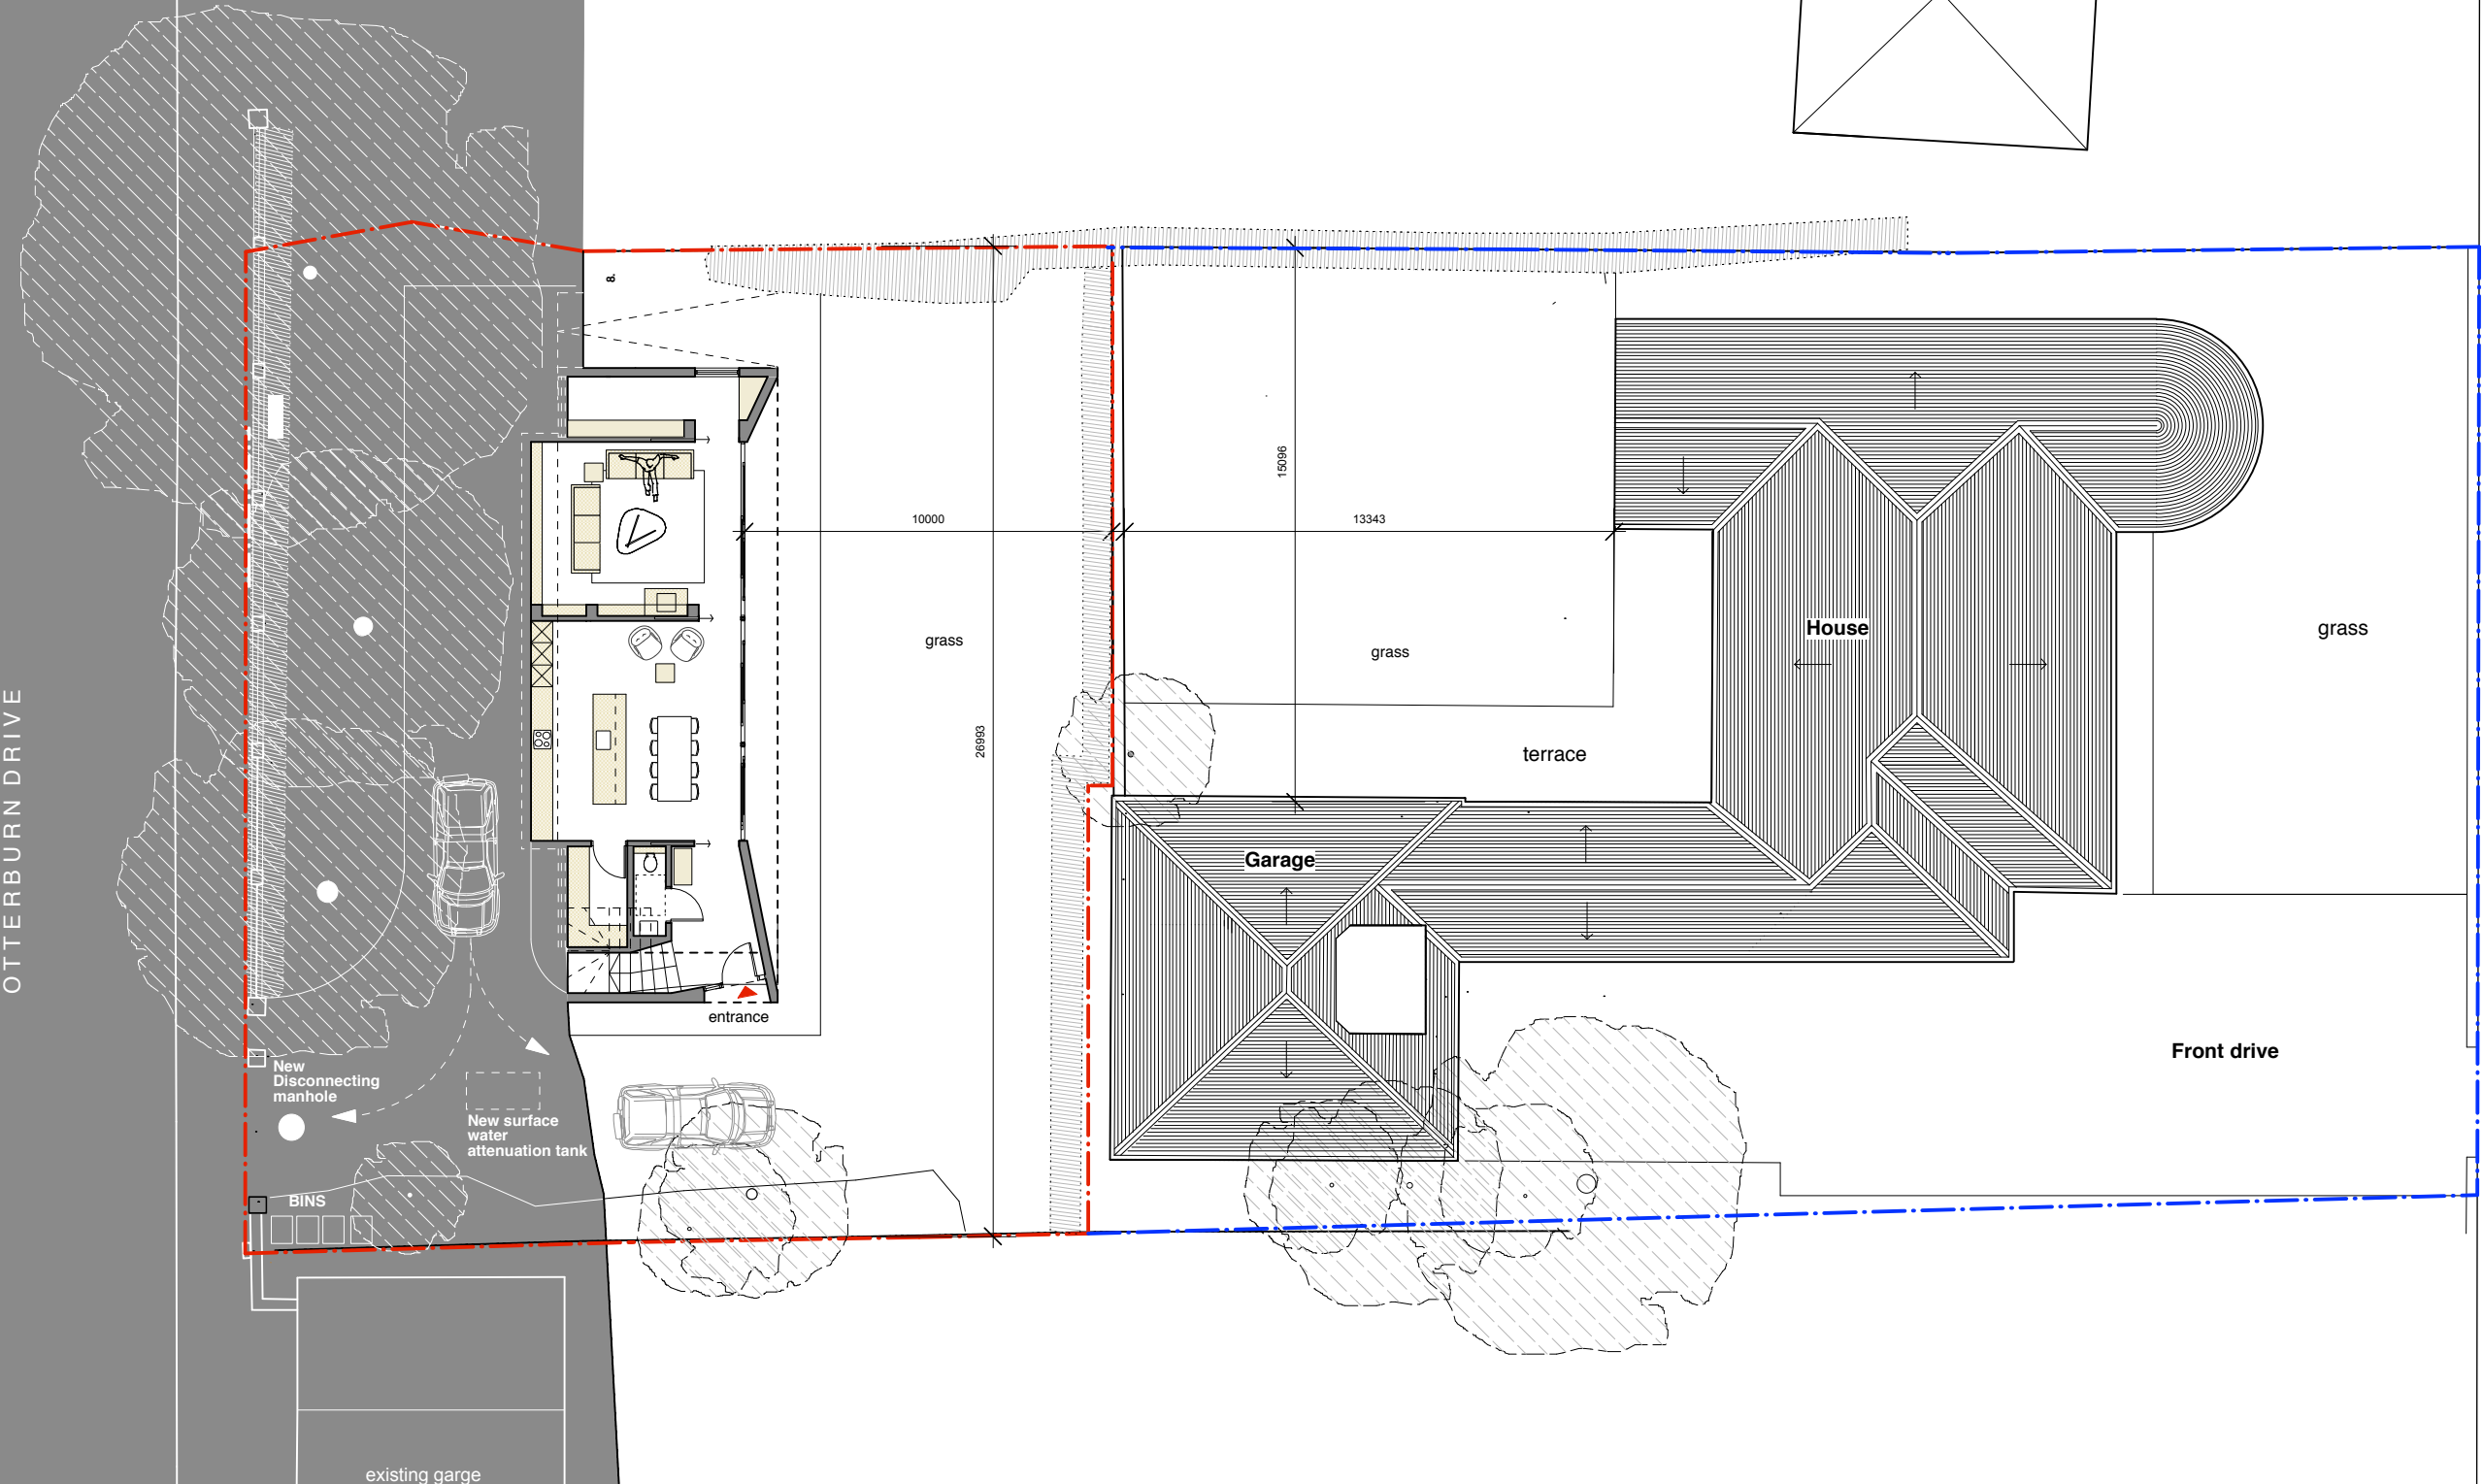 8.
15096
10000
13343
House
grass
grass
grass
OTTERBURN DRIVE
26993
terrace
Garage
entrance
Front drive
New
Disconnecting
manhole
New surface
water
attenuation tank
BINS
existing garge